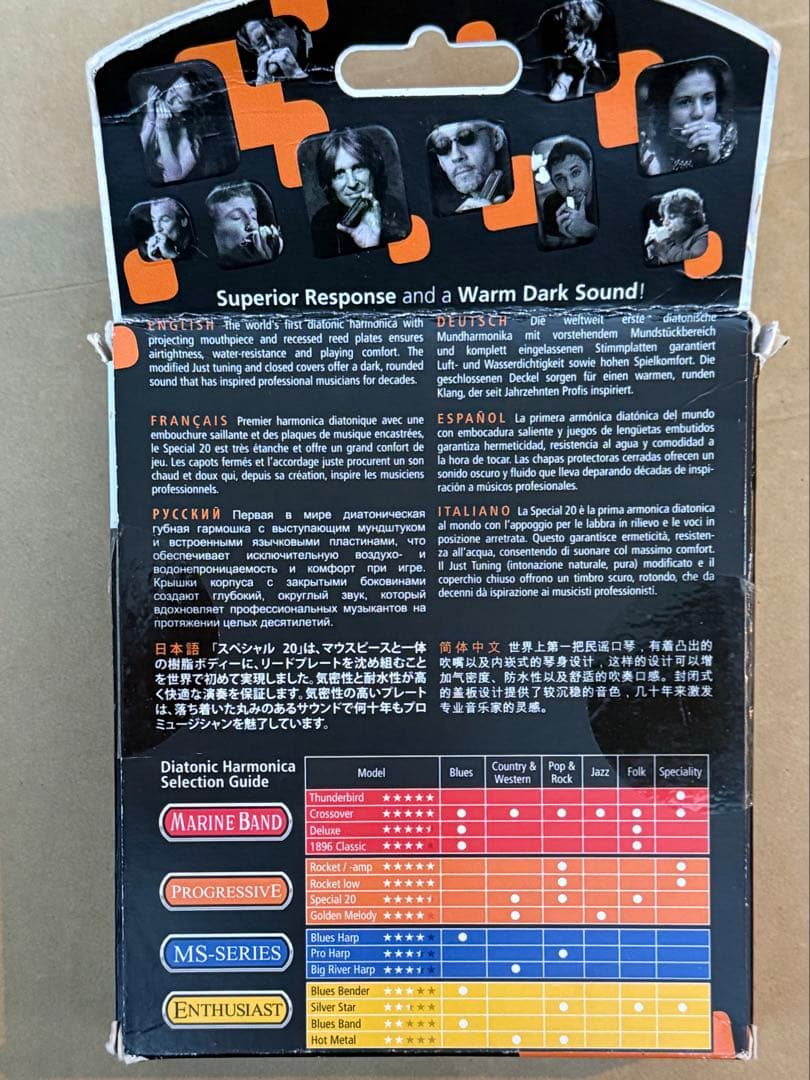 Superior Response and a Warm Dark Sound!
ENGLISH The world's first diatonic harmonica with
projecting mouthpiece and recessed reed plates ensures
airtightness, water-resistance and playing comfort. The
modified Just tuning and closed covers offer a dark, rounded
sound that has inspired professional musicians for decades.
DEUTSCH Die weltweit erste diatonische
Mundharmonika mit vorstehendem Mundstückbereich
und komplett eingelassenen Stimmplatten garantiert
Luft- und Wasserdichtigkeit sowie hohen Spielkomfort. Die
geschlossenen Deckel sorgen für einen warmen, runden
Klang, der seit Jahrzehnten Profis inspiriert.
FRANÇAIS Premier harmonica diatonique avec une
embouchure saillante et des plaques de musique encastrées,
le Special 20 est très étanche et offre un grand confort de
jeu. Les capots fermés et l'accordage juste procurent un son
chaud et doux qui, depuis sa création, inspire les musiciens
professionnels.
ESPAÑOL La primera armónica diatónica del mundo
con embocadura saliente y juegos de lengüetas embutidos
garantiza hermeticidad, resistencia al agua y comodidad a
la hora de tocar. Las chapas protectoras cerradas ofrecen un
sonido oscuro y fluido que lleva deparando décadas de inspi-
ración a músicos profesionales.
РУССКИЙ Первая в мире диатоническая
губная гармошка с выступающим мундштуком
и встроенными язычковыми пластинами, что
обеспечивает исключительную воздухо- и
водонепроницаемость и комфорт при игре.
Крышки корпуса с закрытыми боковинами
создают глубокий, округлый звук, который
вдохновляет профессиональных музыкантов на
протяжении целых десятилетий.
ITALIANO La Special 20 è la prima armonica diatonica
al mondo con l'appoggio per le labbra in rilievo e le voci in
posizione arretrata. Questo garantisce ermeticità, resisten-
za all'acqua, consentendo di suonare col massimo comfort.
Il Just Tuning (intonazione naturale, pura) modificato e il
coperchio chiuso offrono un timbro scuro, rotondo, che da
decenni dà ispirazione ai musicisti professionisti.
日本語 「スペシャル 20」は、マウスピースと一体
の樹脂ボディーに、リードプレートを沈め組むこと
を世界で初めて実現しました。気密性と耐水性が高
く快適な演奏を保証します。気密性の高いプレート
は、落ち着いた丸みのあるサウンドで何十年もプロ
ミュージシャンを魅了しています。
简体中文 世界上第一把民谣口琴，有着凸出的
吹嘴以及内嵌式的琴身设计，这样的设计可以增
加气密度、防水性以及舒适的吹奏口感。封闭式
的盖板设计提供了较沉稳的音色，几十年来激发
专业音乐家的灵感。
Diatonic Harmonica
Selection Guide
Model Blues Country & Western Pop & Rock Jazz Folk Speciality
MARINE BAND
Thunderbird ★★★★★
Crossover ★★★★★
Deluxe ★★★★⯨
1896 Classic ★★★★★
PROGRESSIVE
Rocket / -amp ★★★★★
Rocket low ★★★★★
Special 20 ★★★★⯨
Golden Melody ★★★★★
MS-SERIES
Blues Harp ★★★★★
Pro Harp ★★★⯨★
Big River Harp ★★★⯨★
ENTHUSIAST
Blues Bender ★★★★★
Silver Star ★★⯨★★
Blues Band ★★★★★
Hot Metal ★★★★★